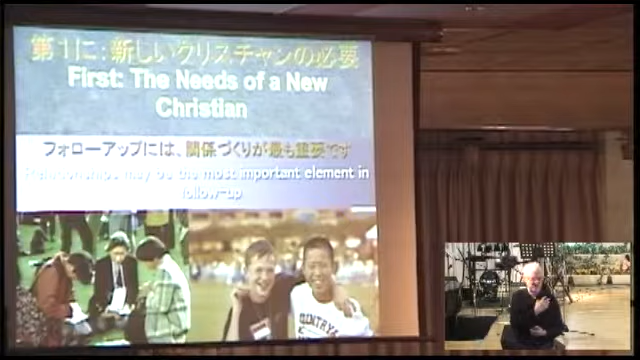 第1に:新しいクリスチャンの必要
First: The Needs of a New
Christian
フォローアップには、関係づくりが最も重要です
Relationships may be the most important element in
follow-up